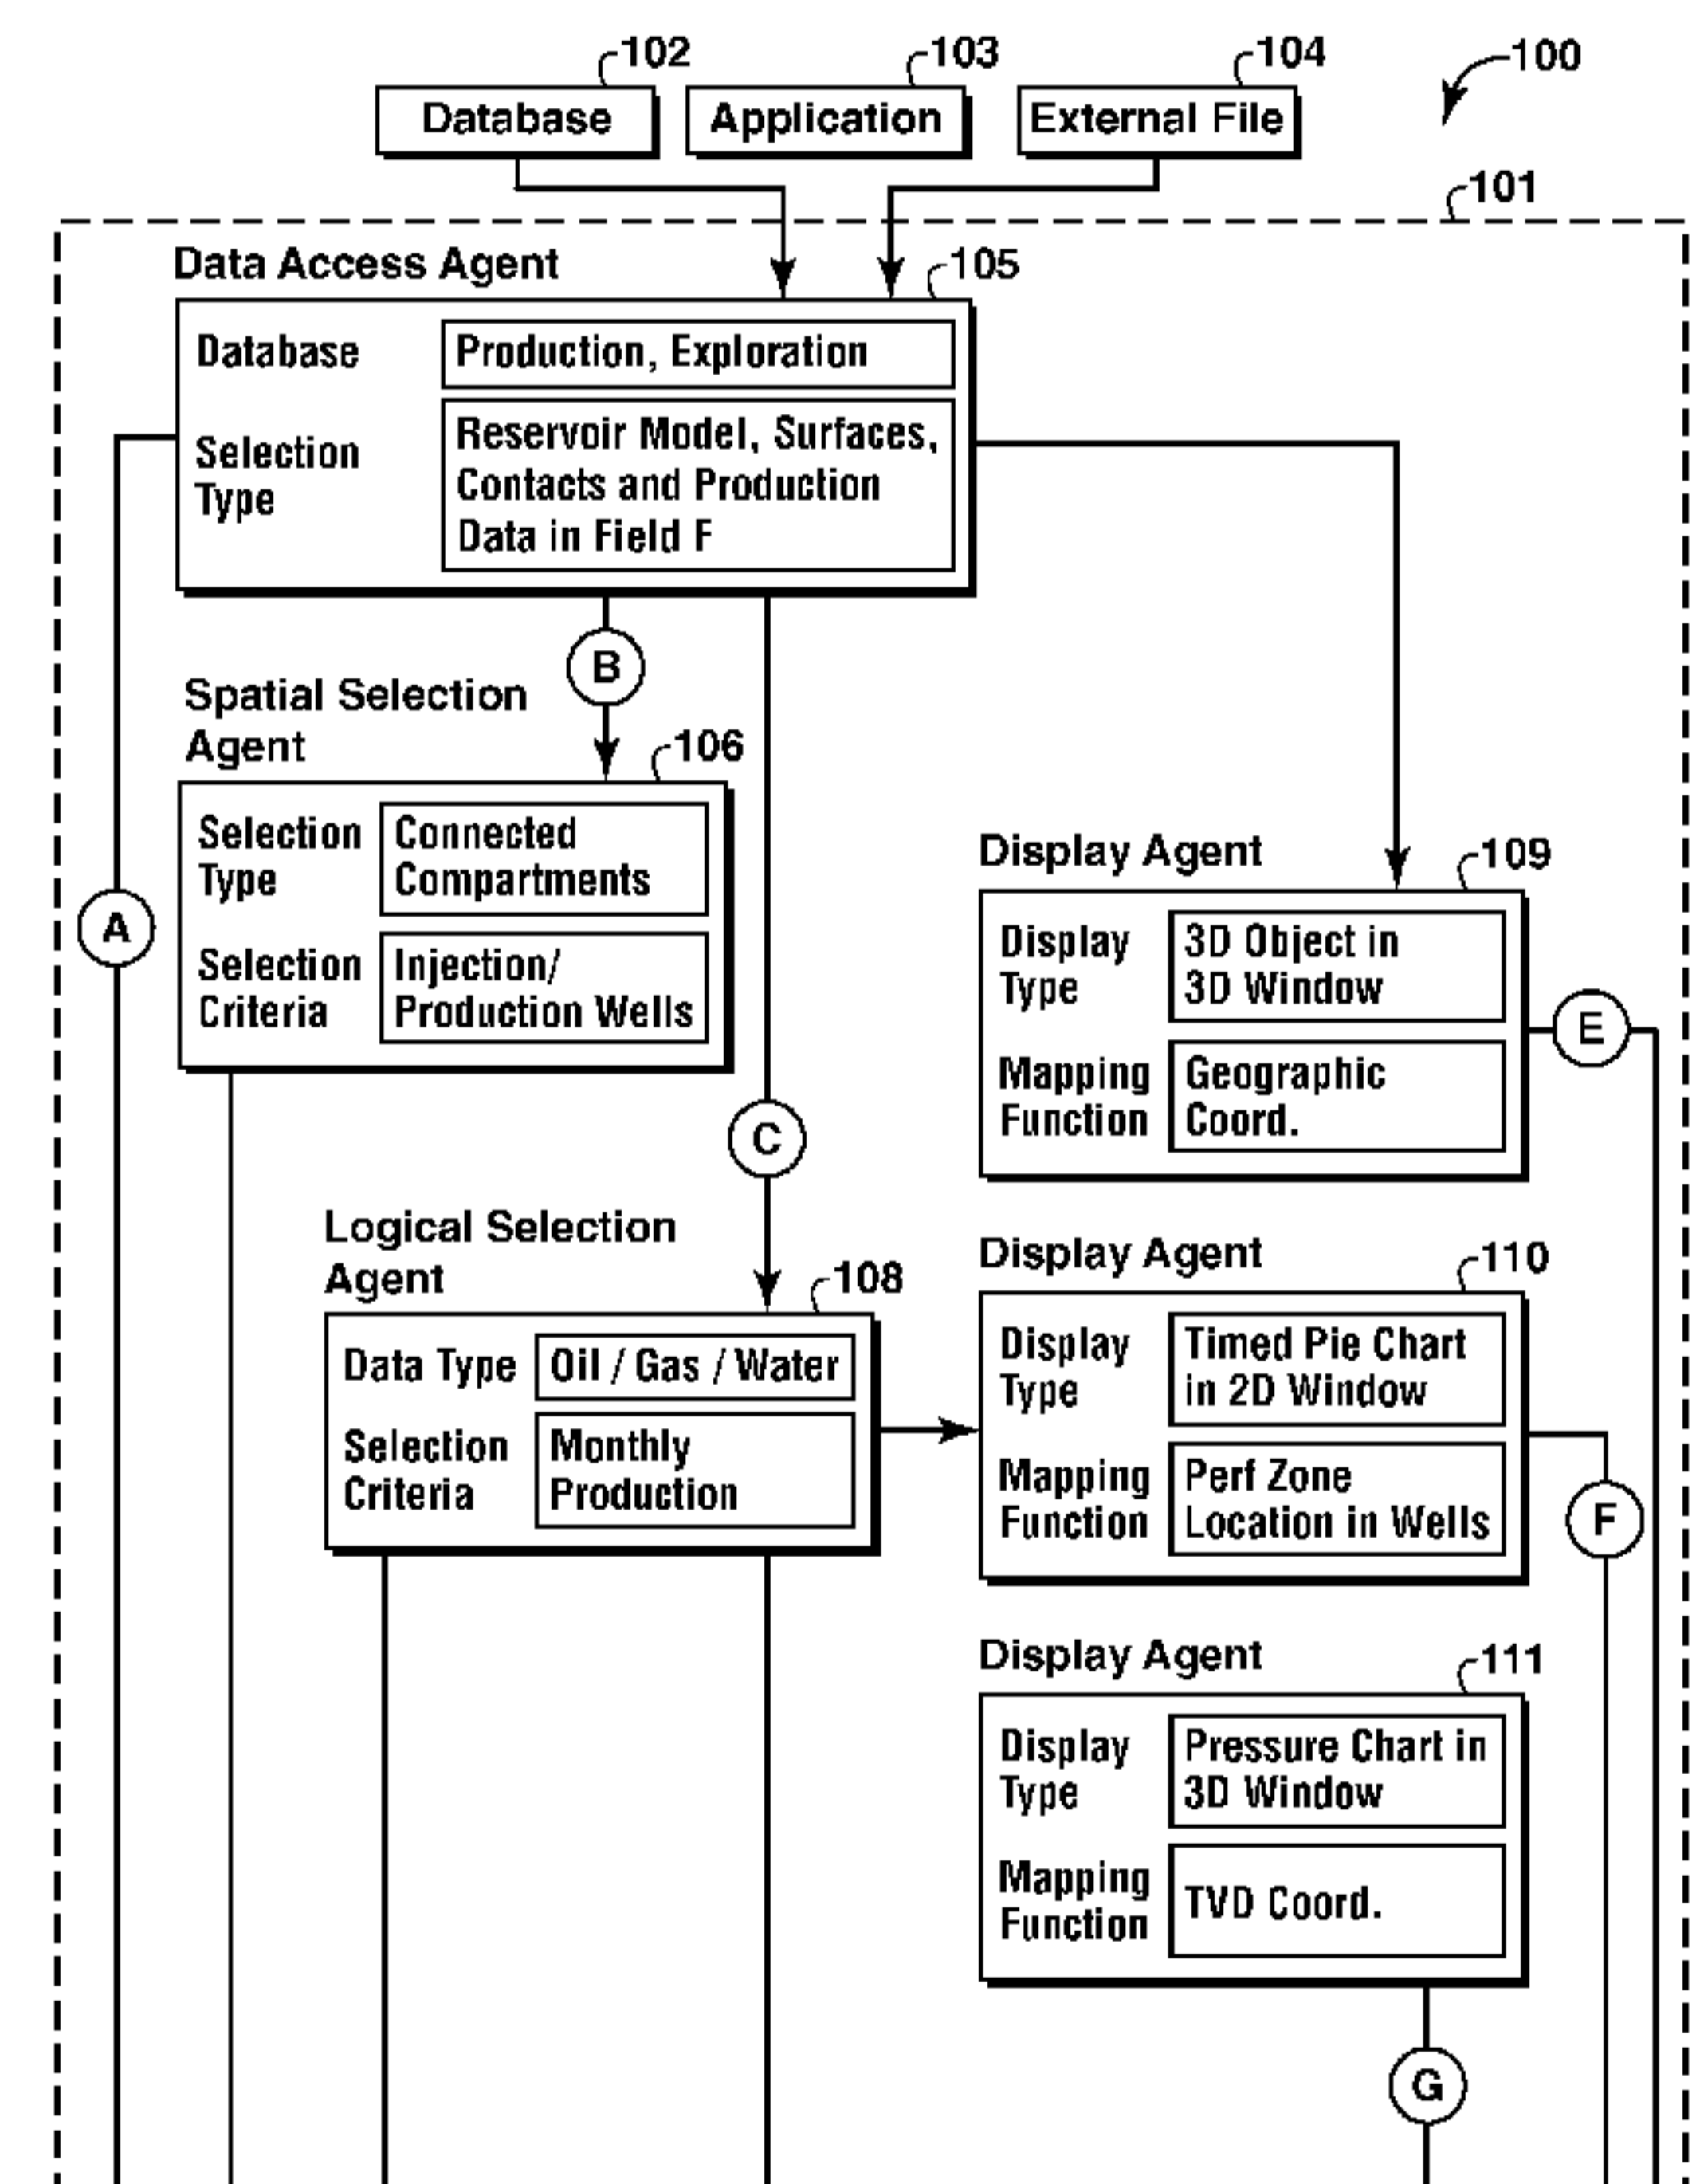 102
103
104
100
Database
Application
External File
101
Data Access Agent
105
Database
Production, Exploration
Selection
Type
Reservoir Model, Surfaces,
Contacts and Production
Data in Field F
B
Spatial Selection
Agent
106
Selection
Type
Connected
Compartments
Selection
Criteria
Injection/
Production Wells
A
C
Display Agent
109
Display
Type
3D Object in
3D Window
Mapping
Function
Geographic
Coord.
E
Logical Selection
Agent
108
Data Type
Oil / Gas / Water
Selection
Criteria
Monthly
Production
Display Agent
110
Display
Type
Timed Pie Chart
in 2D Window
Mapping
Function
Perf Zone
Location in Wells
F
Display Agent
111
Display
Type
Pressure Chart in
3D Window
Mapping
Function
TVD Coord.
G